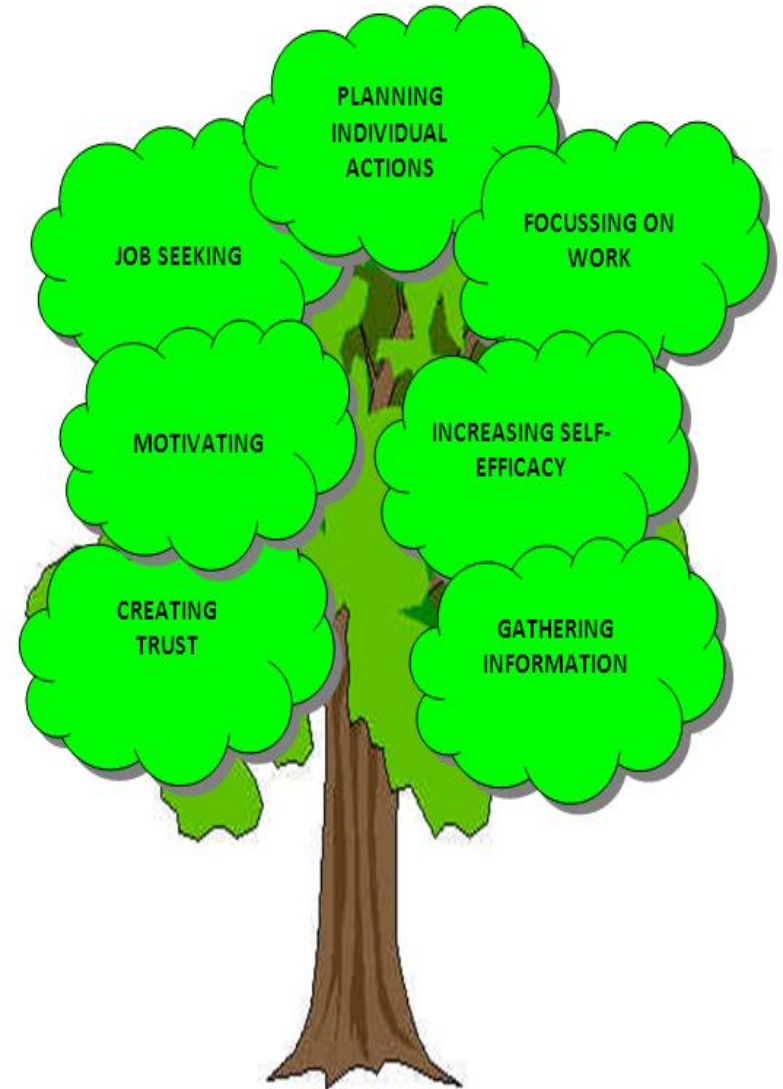 PLANNING
INDIVIDUAL
ACTIONS
JOB SEEKING
FOCUSSING ON
WORK
MOTIVATING
INCREASING SELF-
EFFICACY
CREATING
TRUST
GATHERING
INFORMATION